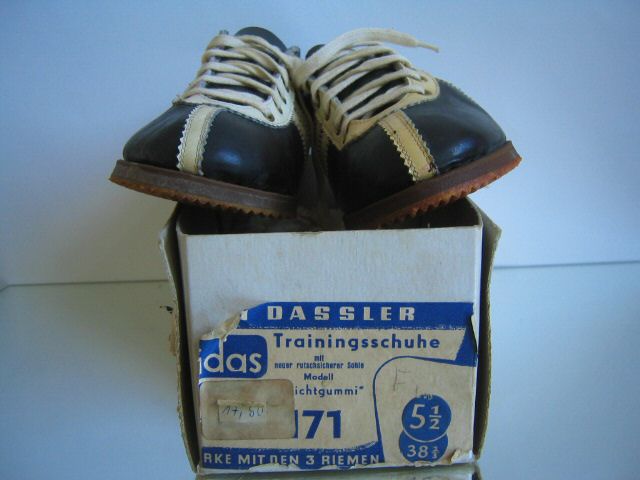 DASSLER
das
Trainingsschuhe
mit
neuer rutschsicherer Sohle
Modell
ichtgummi"
171
17,50
5½
38⅔
RKE MIT DEN 3 RIEMEN